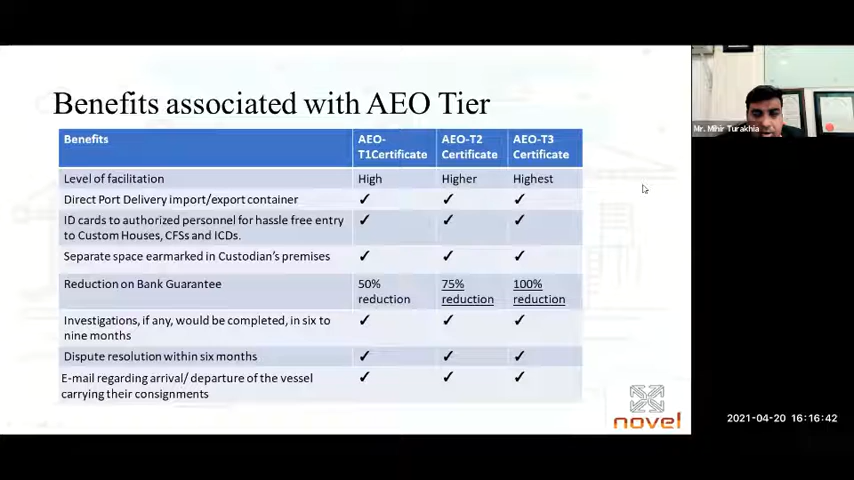 Benefits associated with AEO Tier
Benefits
AEO-
T1Certificate
AEO-T2
Certificate
AEO-T3
Certificate
Level of facilitation
High
Higher
Highest
Direct Port Delivery import/export container
✓ ✓ ✓
ID cards to authorized personnel for hassle free entry
to Custom Houses, CFSs and ICDs.
✓ ✓ ✓
Separate space earmarked in Custodian's premises
✓ ✓ ✓
Reduction on Bank Guarantee
50%
reduction
75%
reduction
100%
reduction
Investigations, if any, would be completed, in six to
nine months
✓ ✓ ✓
Dispute resolution within six months
✓ ✓ ✓
E-mail regarding arrival/ departure of the vessel
carrying their consignments
✓ ✓ ✓
novel
Mr. Mihir Turakhia
2021-04-20 16:16:42